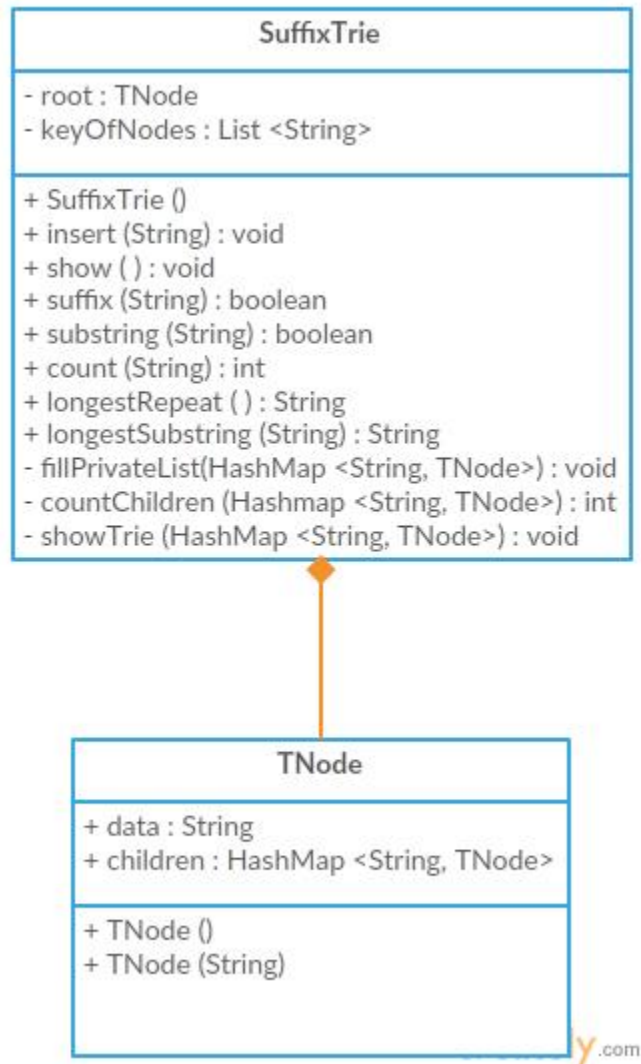 SuffixTrie
- root : TNode
- keyOfNodes : List <String>
+ SuffixTrie ()
+ insert (String) : void
+ show ( ) : void
+ suffix (String) : boolean
+ substring (String) : boolean
+ count (String) : int
+ longestRepeat ( ) : String
+ longestSubstring (String) : String
- fillPrivateList(HashMap <String, TNode>) : void
- countChildren (Hashmap <String, TNode>) : int
- showTrie (HashMap <String, TNode>) : void
TNode
+ data : String
+ children : HashMap <String, TNode>
+ TNode ()
+ TNode (String)
y.com